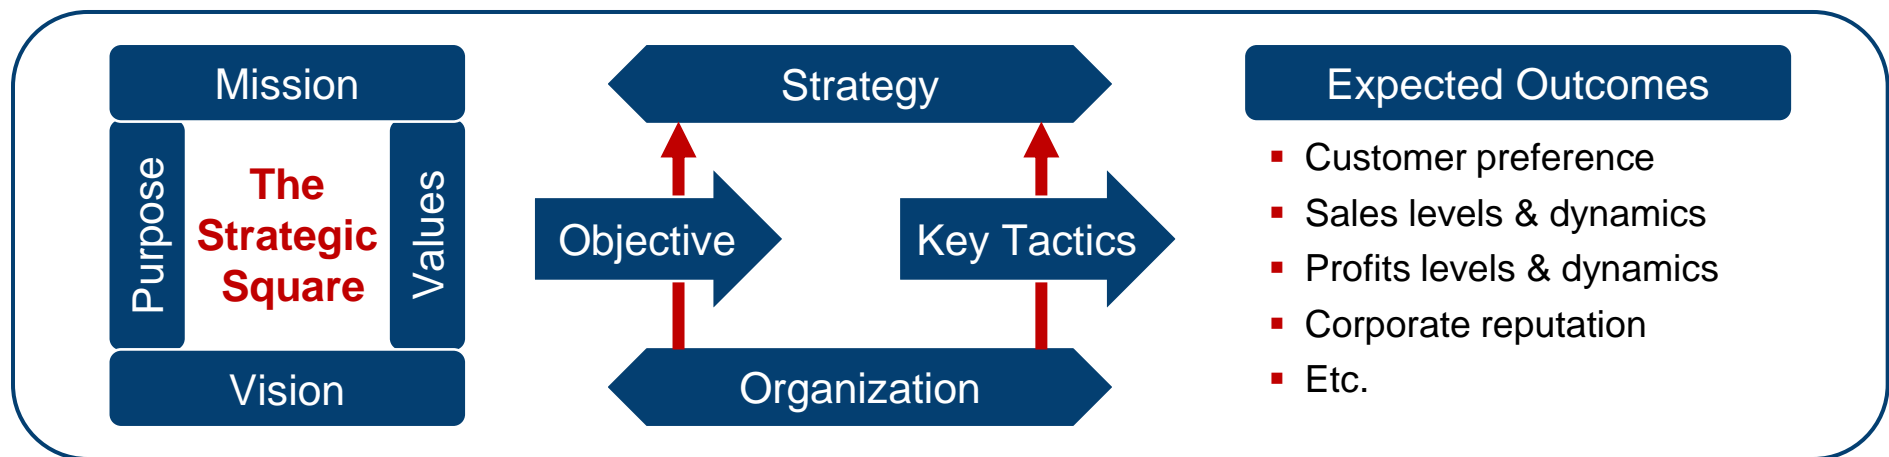 Mission
Purpose
The
Strategic
Square
Values
Vision
Strategy
Objective
Key Tactics
Organization
Expected Outcomes
Customer preference
Sales levels & dynamics
Profits levels & dynamics
Corporate reputation
Etc.